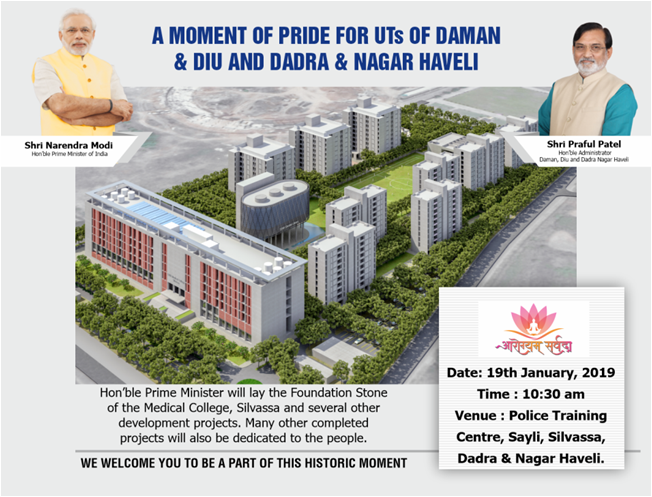 A MOMENT OF PRIDE FOR UTs OF DAMAN
& DIU AND DADRA & NAGAR HAVELI
Shri Narendra Modi
Hon'ble Prime Minister of India
Shri Praful Patel
Hon'ble Administrator
Daman, Diu and Dadra Nagar Haveli
आरोग्यम् सर्वदा
Date: 19th January, 2019
Time : 10:30 am
Venue : Police Training
Centre, Sayli, Silvassa,
Dadra & Nagar Haveli.
Hon'ble Prime Minister will lay the Foundation Stone
of the Medical College, Silvassa and several other
development projects. Many other completed
projects will also be dedicated to the people.
WE WELCOME YOU TO BE A PART OF THIS HISTORIC MOMENT